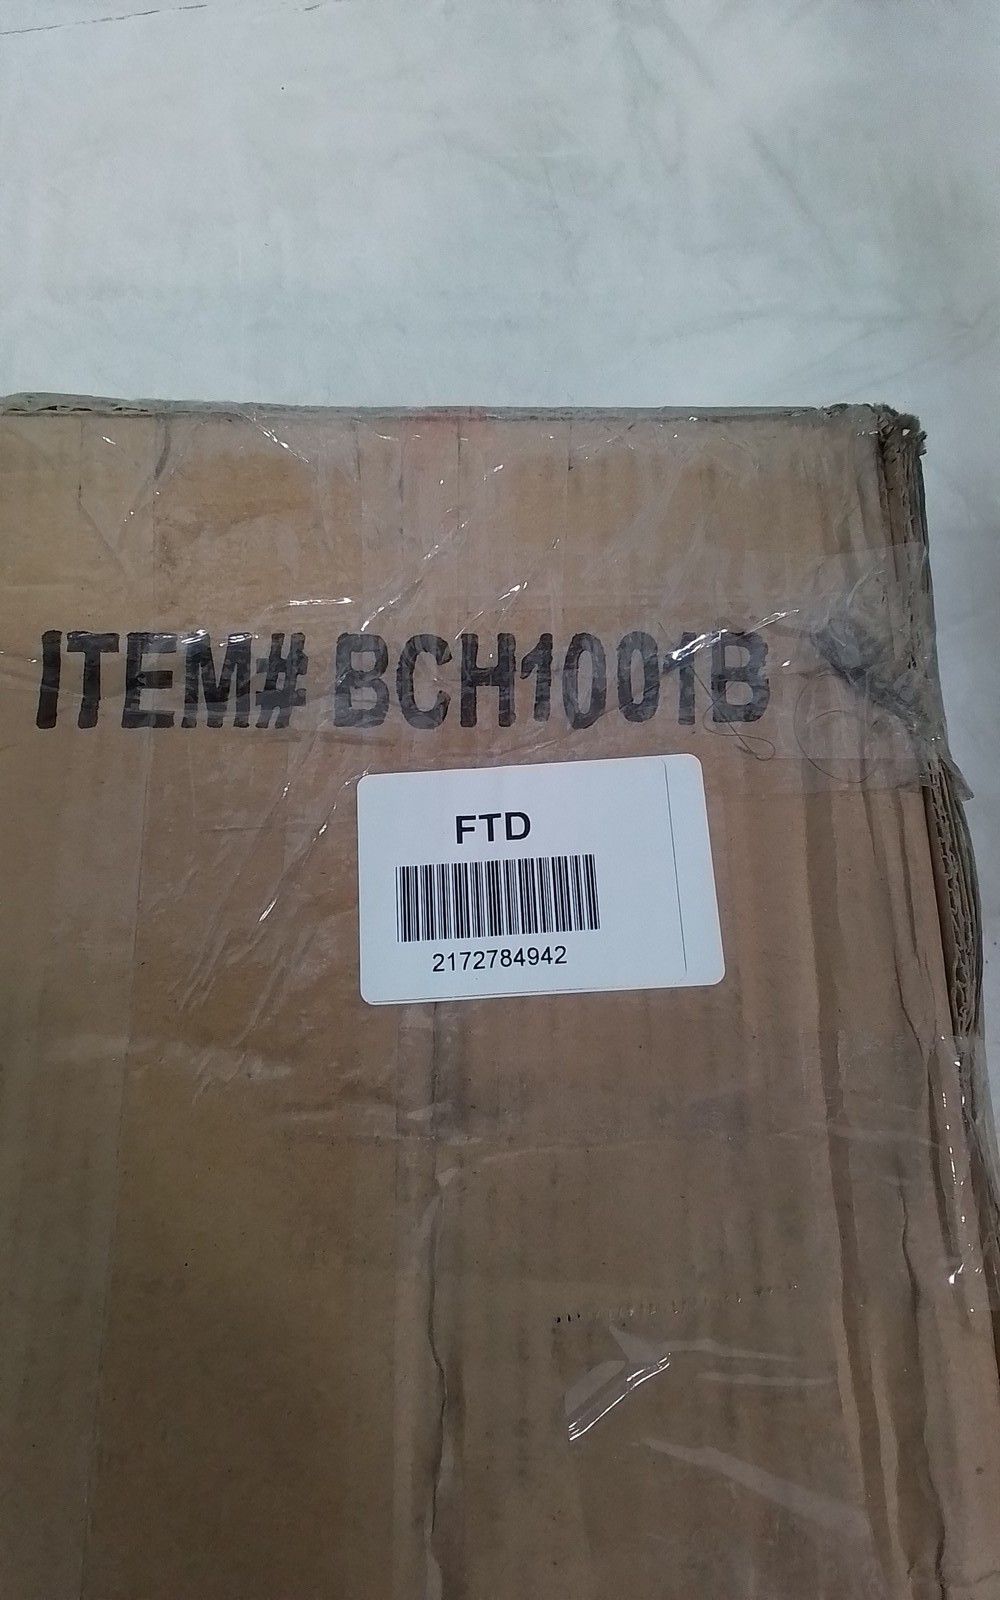 ITEM# BCH1001B
FTD
2172784942